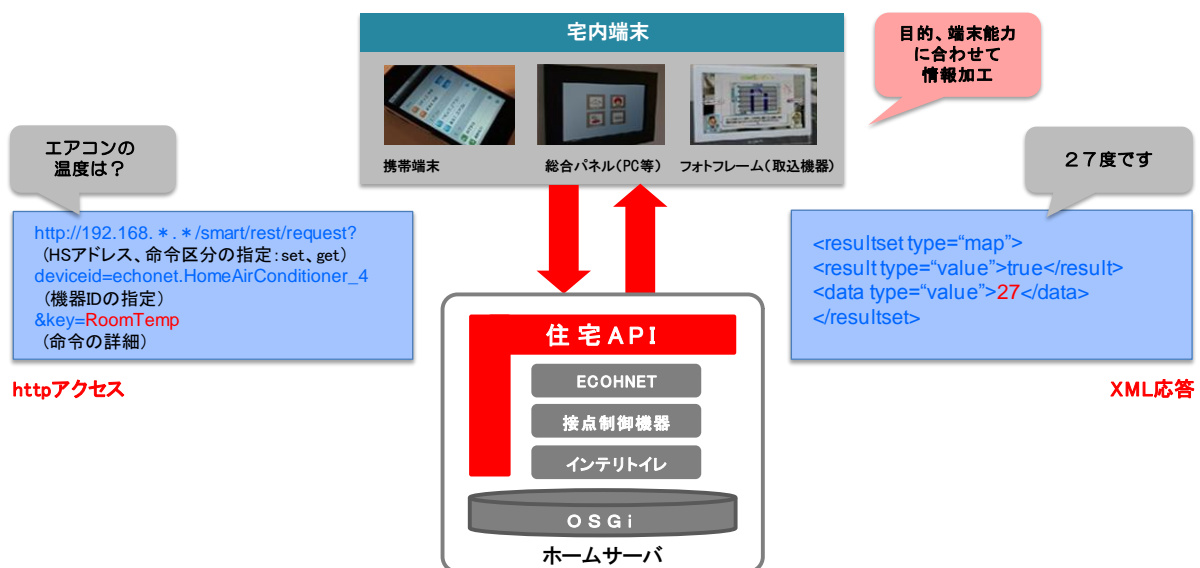 宅内端末
目的、端末能力
に合わせて
情報加工
携帯端末
総合パネル(PC等)
フォトフレーム(取込機器)
エアコンの
温度は？
２７度です
http://192.168.＊.＊/smart/rest/request?
(HSアドレス、命令区分の指定:set、get)
deviceid=echonet.HomeAirConditioner_4
(機器IDの指定)
&key=RoomTemp
(命令の詳細)
<resultset type=“map”>
<result type=“value”>true</result>
<data type=“value”>27</data>
</resultset>
httpアクセス
XML応答
住宅API
ECOHNET
接点制御機器
インテリトイレ
ＯＳＧｉ
ホームサーバ